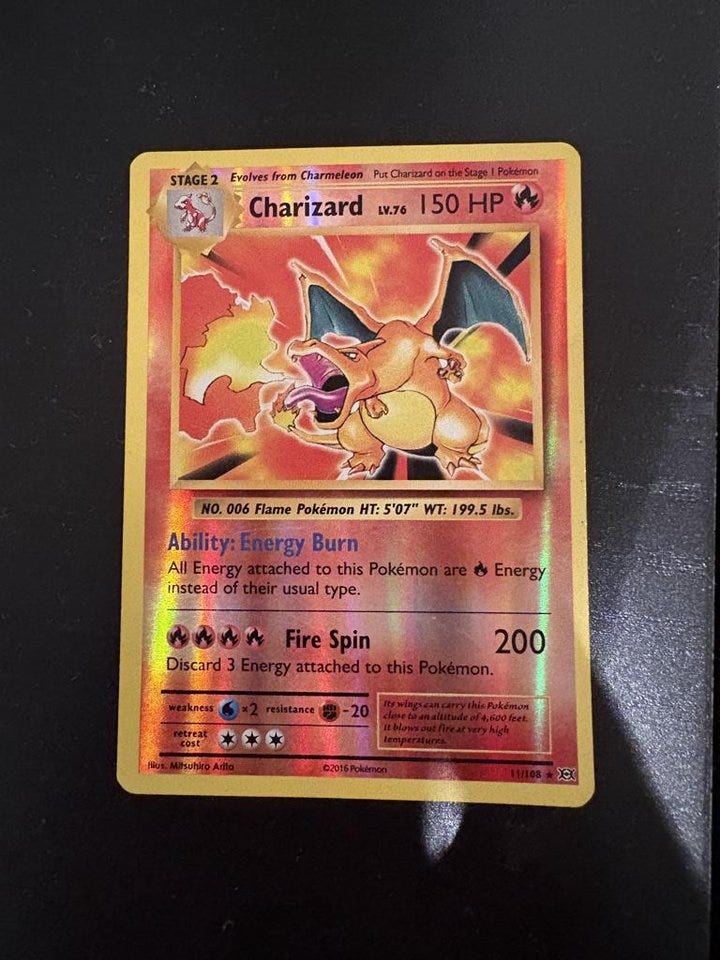 STAGE 2 Evolves from Charmeleon Put Charizard on the Stage 1 Pokémon
Charizard LV.76 150 HP
NO. 006 Flame Pokémon HT: 5'07" WT: 199.5 lbs.
Ability: Energy Burn
All Energy attached to this Pokémon are Energy
instead of their usual type.
Fire Spin 200
Discard 3 Energy attached to this Pokémon.
weakness ×2 resistance -20
retreat
cost
Its wings can carry this Pokémon
close to an altitude of 4,600 feet.
It blows out fire at very high
temperatures.
Illus. Mitsuhiro Arita ©2016 Pokémon 11/108 ★